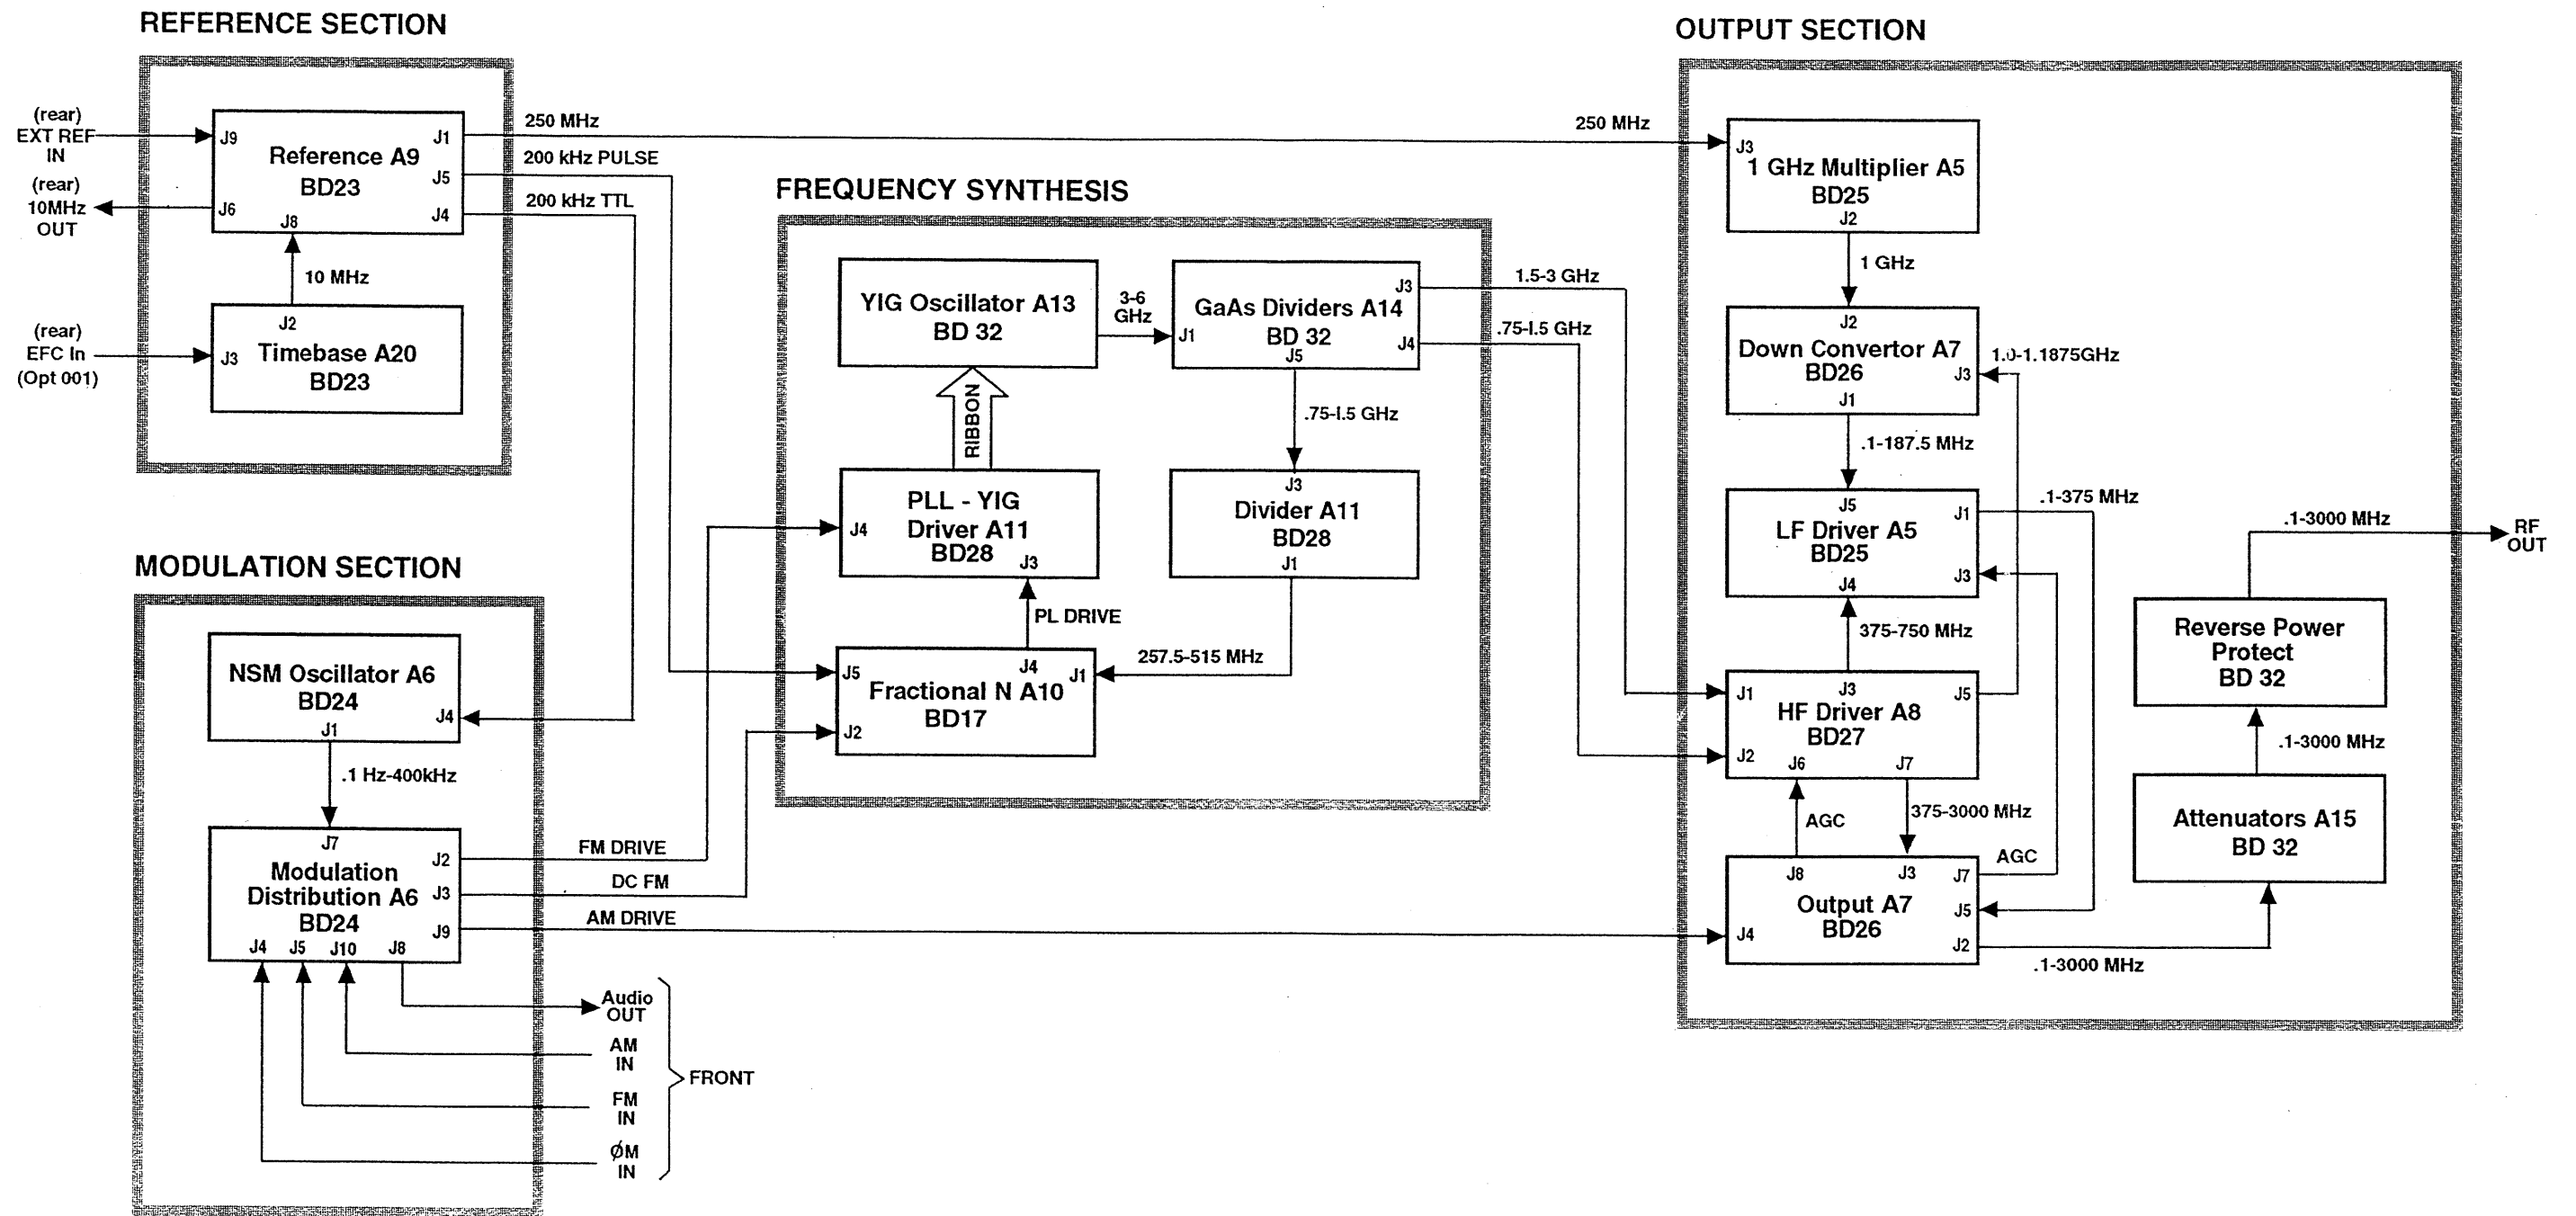 REFERENCE SECTION
(rear)
EXT REF
IN
(rear)
10MHz
OUT
J9
J1
Reference A9
BD23
J5
J6
J4
J8
250 MHz
200 kHz PULSE
200 kHz TTL
10 MHz
(rear)
EFC In
(Opt 001)
J2
J3
Timebase A20
BD23
MODULATION SECTION
NSM Oscillator A6
BD24
J4
J1
.1 Hz-400kHz
J7
Modulation
Distribution A6
BD24
J2
J3
J9
J4
J5
J10
J8
FM DRIVE
DC FM
AM DRIVE
Audio
OUT
AM
IN
FM
IN
ØM
IN
FRONT
FREQUENCY SYNTHESIS
YIG Oscillator A13
BD 32
3-6
GHz
J3
GaAs Dividers A14
BD 32
J1
J4
J5
1.5-3 GHz
.75-I.5 GHz
RIBBON
.75-I.5 GHz
PLL - YIG
Driver A11
BD28
J4
J3
J3
Divider A11
BD28
J1
PL DRIVE
257.5-515 MHz
J4
J5
J1
Fractional N A10
BD17
J2
OUTPUT SECTION
250 MHz
J3
1 GHz Multiplier A5
BD25
J2
1 GHz
J2
Down Convertor A7
BD26
J3
J1
1.0-1.1875GHz
.1-187.5 MHz
J5
J1
LF Driver A5
BD25
J3
J4
.1-375 MHz
375-750 MHz
J3
J1
J5
HF Driver A8
BD27
J2
J6
J7
AGC
375-3000 MHz
AGC
J8
J3
J7
Output A7
BD26
J5
J4
J2
.1-3000 MHz
Attenuators A15
BD 32
.1-3000 MHz
Reverse Power
Protect
BD 32
.1-3000 MHz
RF
OUT